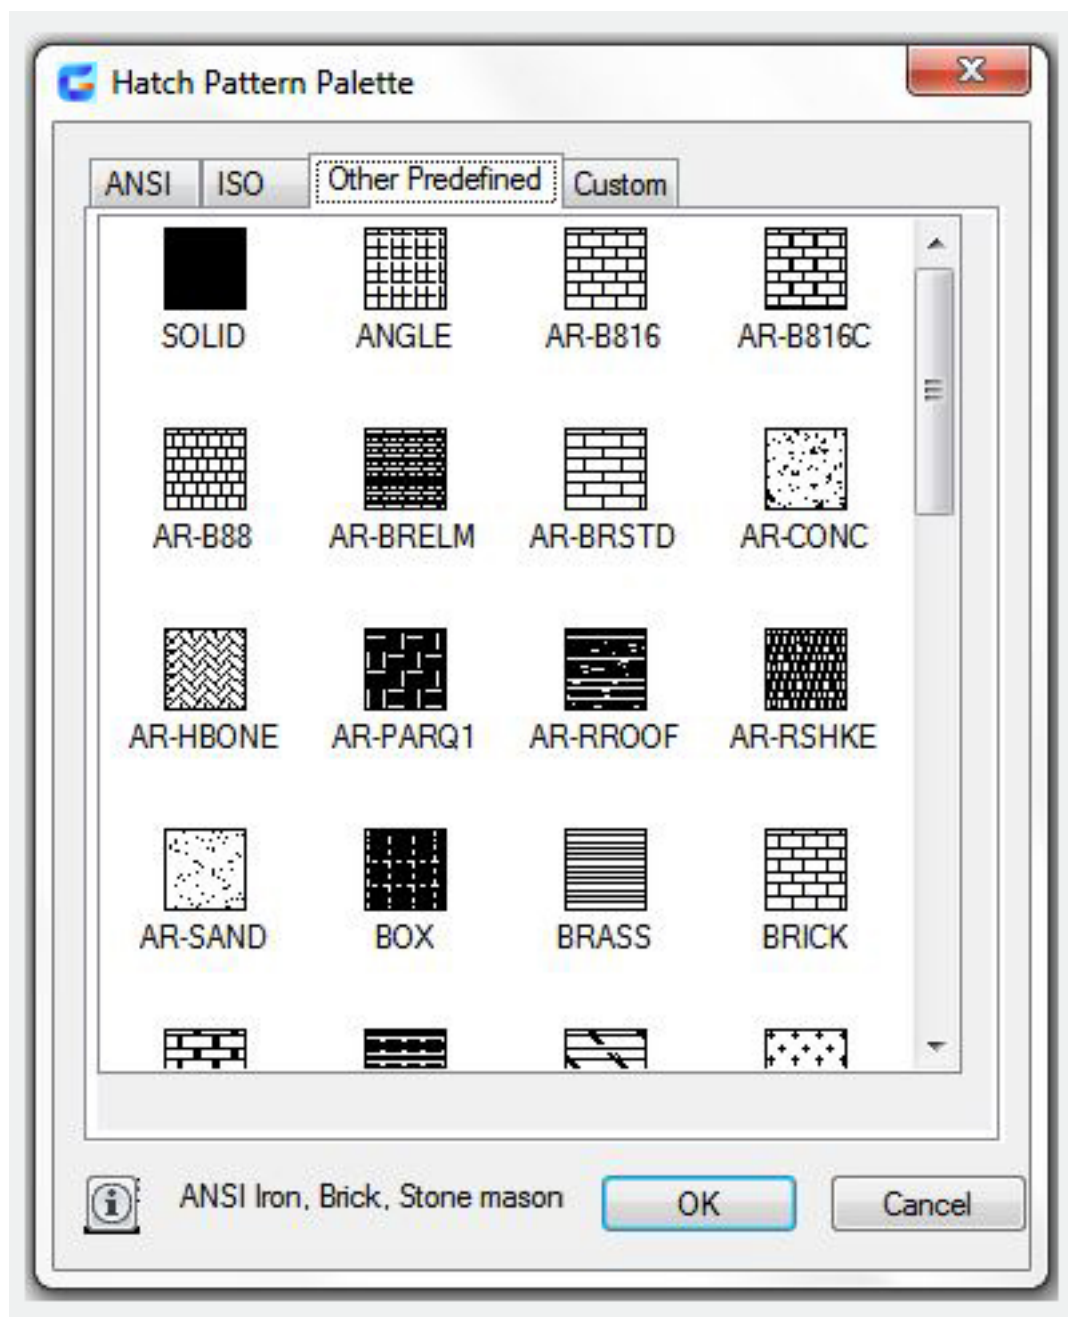 Hatch Pattern Palette
ANSI ISO Other Predefined Custom
SOLID ANGLE AR-B816 AR-B816C
AR-B88 AR-BRELM AR-BRSTD AR-CONC
AR-HBONE AR-PARQ1 AR-RROOF AR-RSHKE
AR-SAND BOX BRASS BRICK
ANSI Iron, Brick, Stone mason OK Cancel